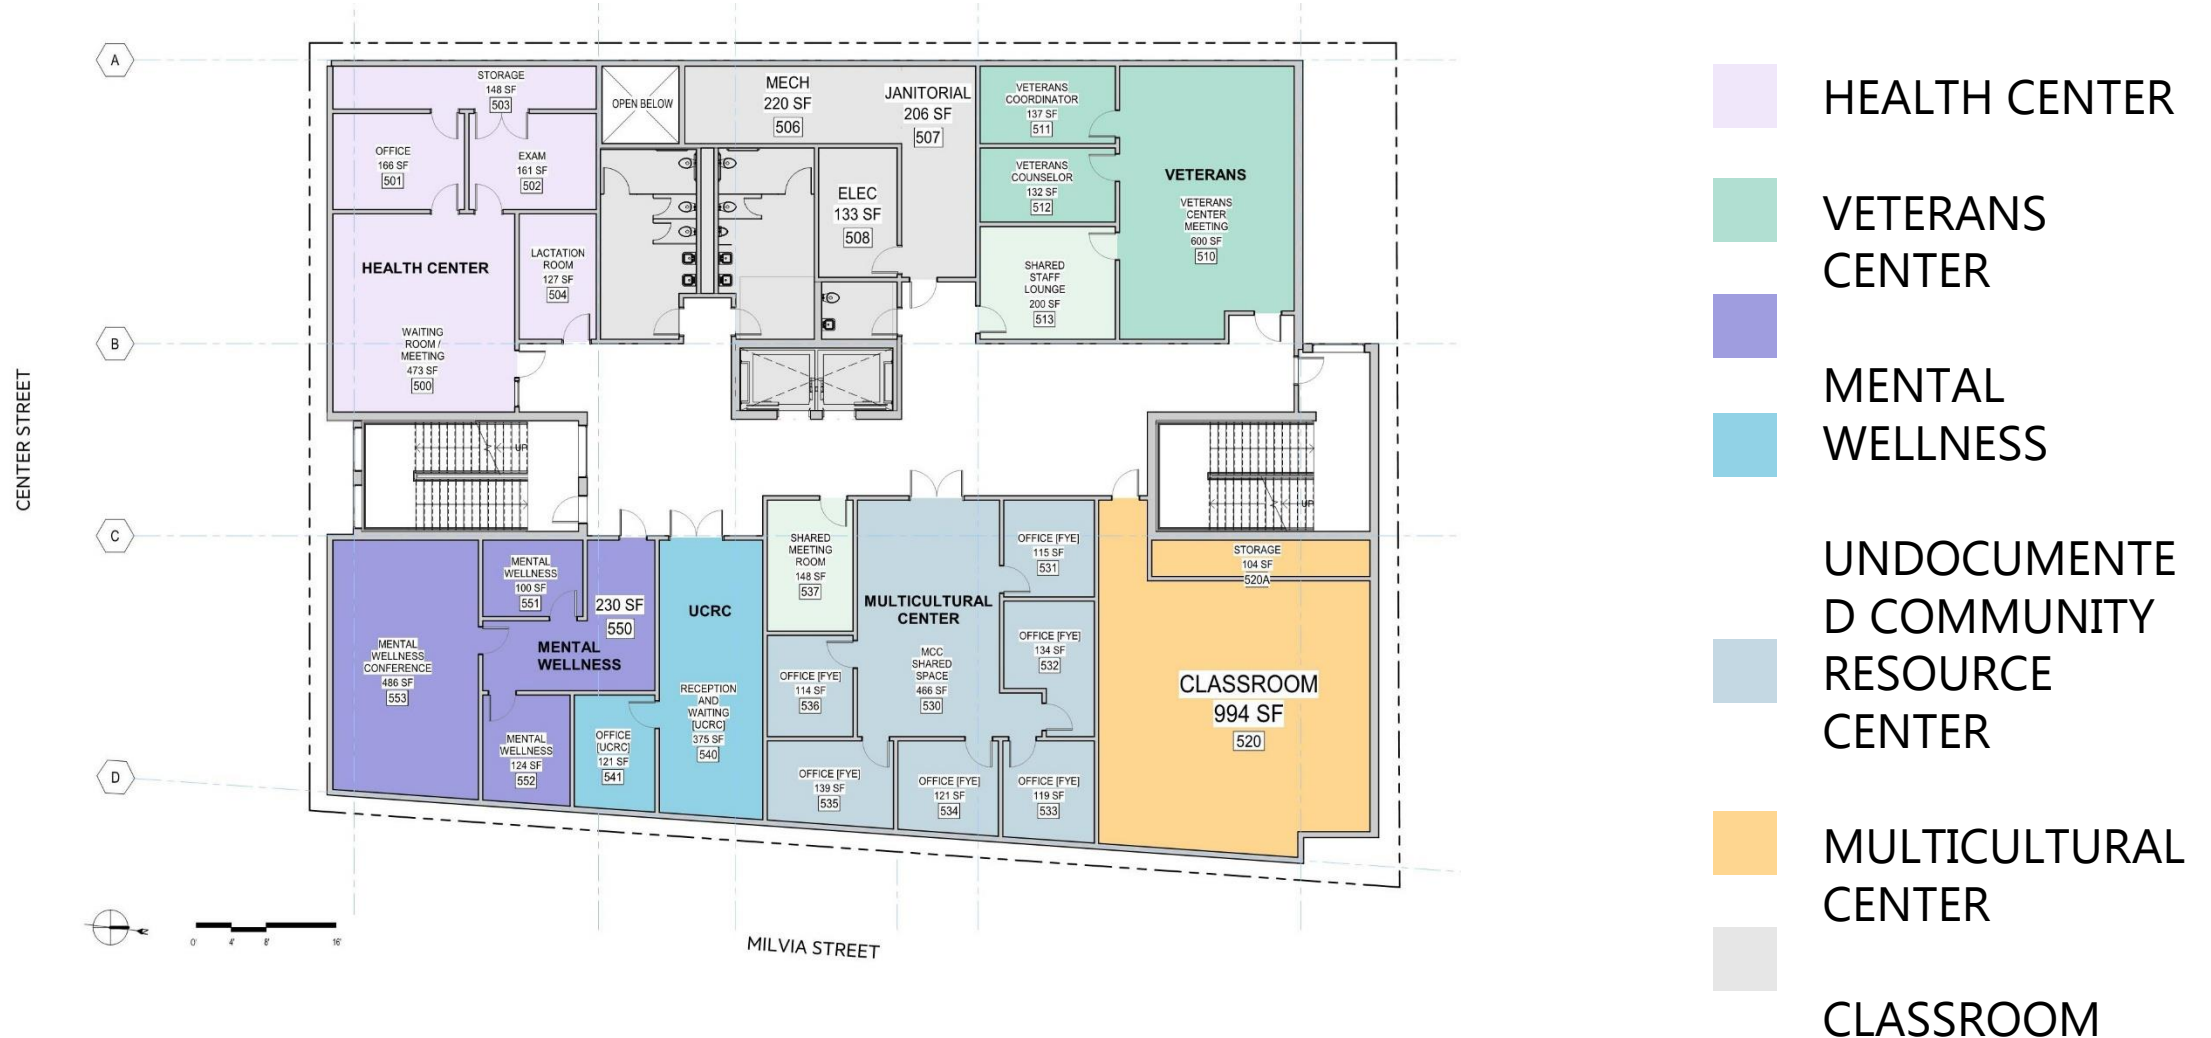 A
B
C
D
CENTER STREET
STORAGE
148 SF
503
OFFICE
166 SF
501
EXAM
161 SF
502
HEALTH CENTER
LACTATION
ROOM
127 SF
504
WAITING
ROOM /
MEETING
473 SF
500
OPEN BELOW
MECH
220 SF
506
JANITORIAL
206 SF
507
ELEC
133 SF
508
VETERANS
COORDINATOR
137 SF
511
VETERANS
COUNSELOR
132 SF
512
SHARED
STAFF
LOUNGE
200 SF
513
VETERANS
VETERANS
CENTER
MEETING
600 SF
510
UP
UP
MENTAL
WELLNESS
CONFERENCE
486 SF
553
MENTAL
WELLNESS
100 SF
551
230 SF
550
MENTAL
WELLNESS
MENTAL
WELLNESS
124 SF
552
OFFICE
[UCRC]
121 SF
541
UCRC
RECEPTION
AND
WAITING
[UCRC]
375 SF
540
SHARED
MEETING
ROOM
148 SF
537
MULTICULTURAL
CENTER
MCC
SHARED
SPACE
466 SF
530
OFFICE [FYE]
115 SF
531
OFFICE [FYE]
134 SF
532
OFFICE [FYE]
114 SF
536
OFFICE [FYE]
139 SF
535
OFFICE [FYE]
121 SF
534
OFFICE [FYE]
119 SF
533
STORAGE
104 SF
520A
CLASSROOM
994 SF
520
0'
4'
8'
16'
MILVIA STREET
HEALTH CENTER
VETERANS
CENTER
MENTAL
WELLNESS
UNDOCUMENTE
D COMMUNITY
RESOURCE
CENTER
MULTICULTURAL
CENTER
CLASSROOM